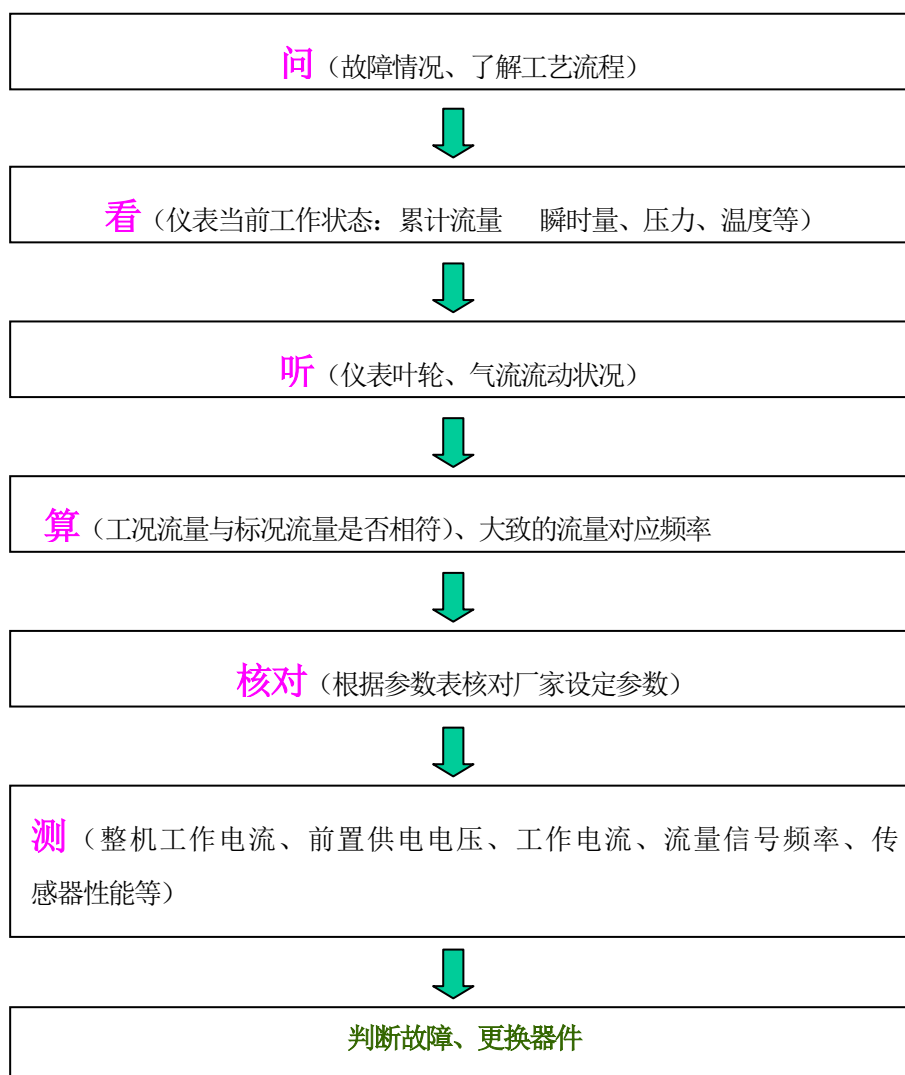 问（故障情况、了解工艺流程）
看（仪表当前工作状态：累计流量　瞬时量、压力、温度等）
听（仪表叶轮、气流流动状况）
算（工况流量与标况流量是否相符）、大致的流量对应频率
核对（根据参数表核对厂家设定参数）
测（整机工作电流、前置供电电压、工作电流、流量信号频率、传
感器性能等）
判断故障、更换器件